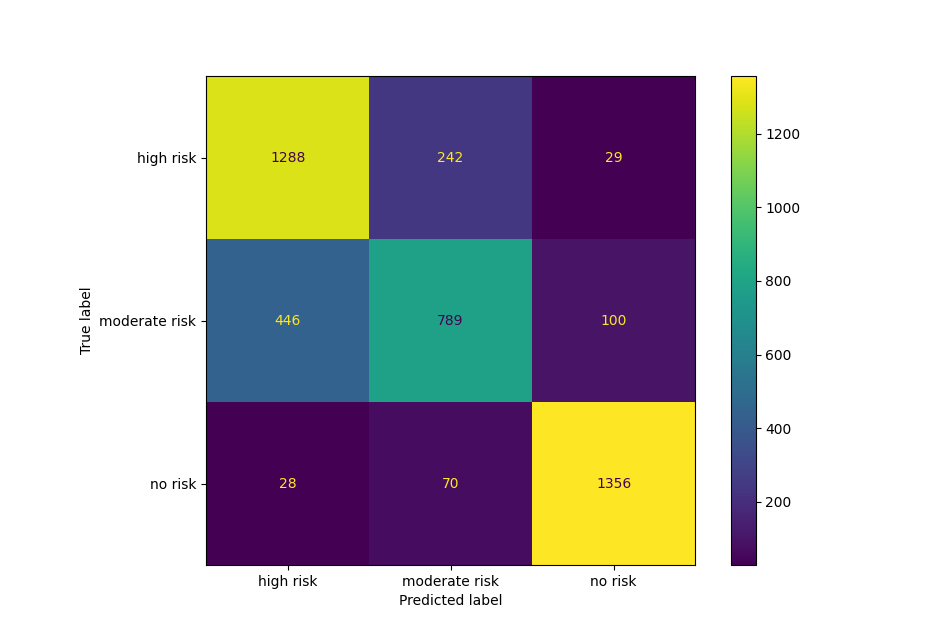 high risk
1288
242
29
moderate risk
446
789
100
no risk
28
70
1356
high risk
moderate risk
no risk
Predicted label
True label
1200
1000
800
600
400
200